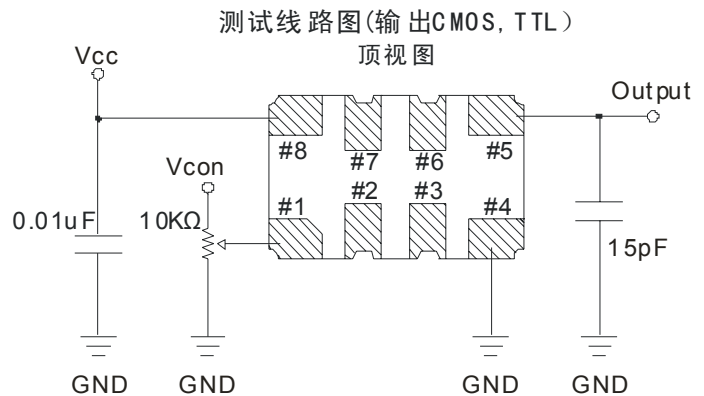 测试线路图(输出CMOS, TTL)
顶视图
Vcc
Output
#8 #7 #6 #5
Vcon
#1 #2 #3 #4
0.01uF
10KΩ
15pF
GND GND GND GND